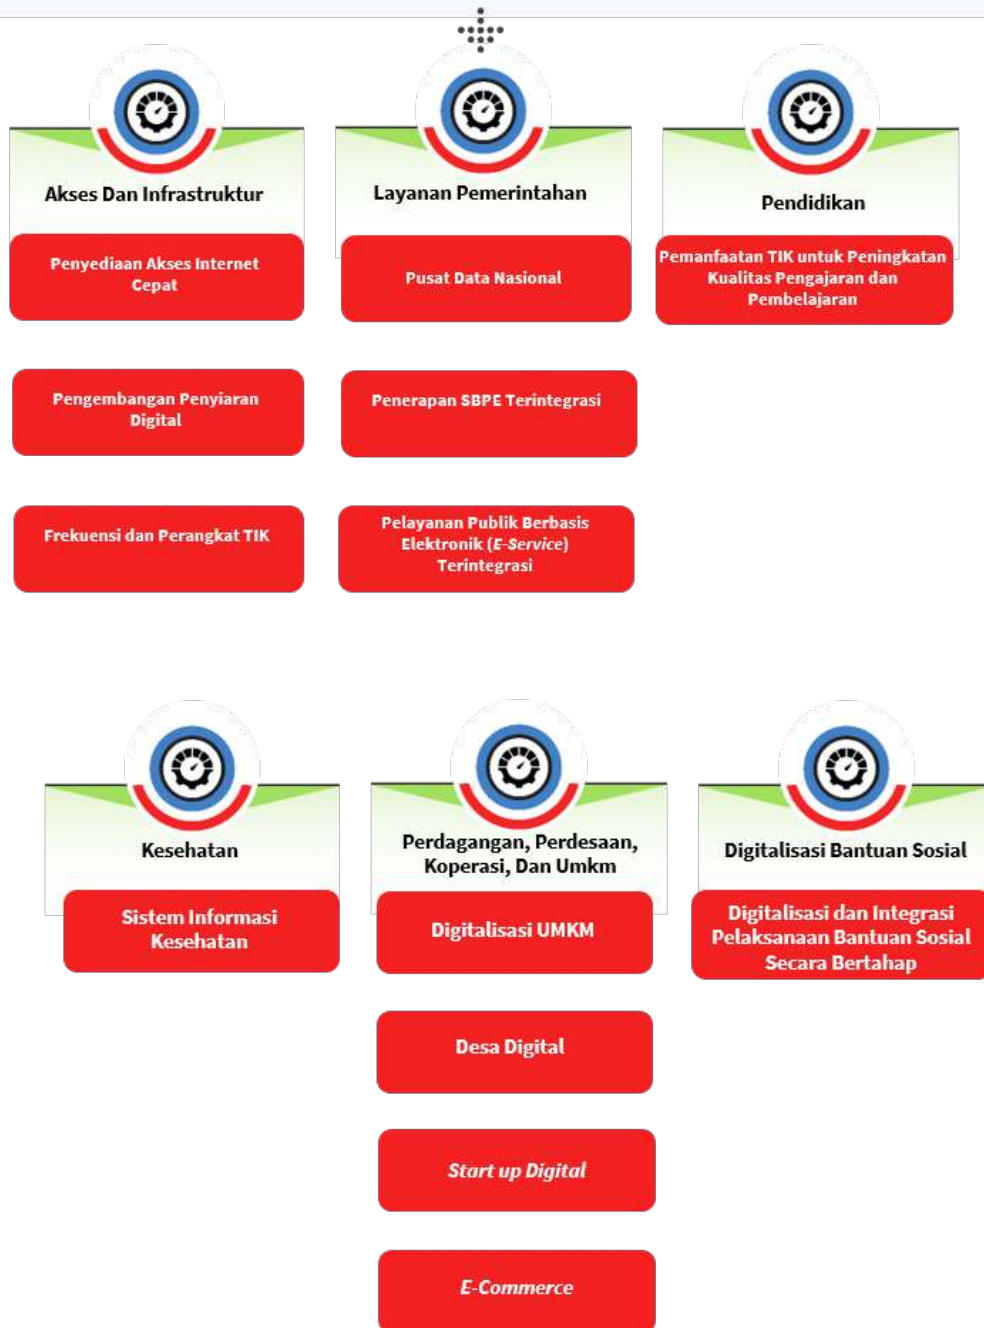 Akses Dan Infrastruktur
Penyediaan Akses Internet
Cepat
Pengembangan Penyiaran
Digital
Frekuensi dan Perangkat TIK
Layanan Pemerintahan
Pusat Data Nasional
Penerapan SBPE Terintegrasi
Pelayanan Publik Berbasis
Elektronik (E-Service)
Terintegrasi
Pendidikan
Pemanfaatan TIK untuk Peningkatan
Kualitas Pengajaran dan
Pembelajaran
Kesehatan
Sistem Informasi
Kesehatan
Perdagangan, Perdesaan,
Koperasi, Dan Umkm
Digitalisasi UMKM
Desa Digital
Start up Digital
E-Commerce
Digitalisasi Bantuan Sosial
Digitalisasi dan Integrasi
Pelaksanaan Bantuan Sosial
Secara Bertahap